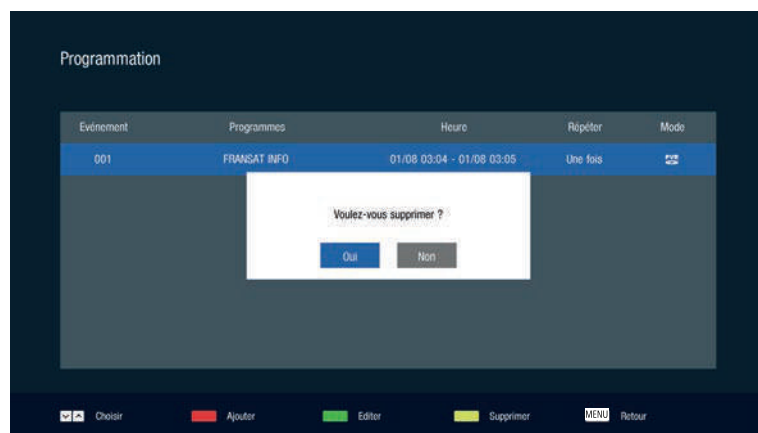 Programmation
Evénement Programmes Heure Répéter Mode
001 FRANSAT INFO 01/08 03:04 - 01/08 03:05 Une fois
Voulez-vous supprimer ?
Oui Non
Choisir Ajouter Editer Supprimer MENU Retour